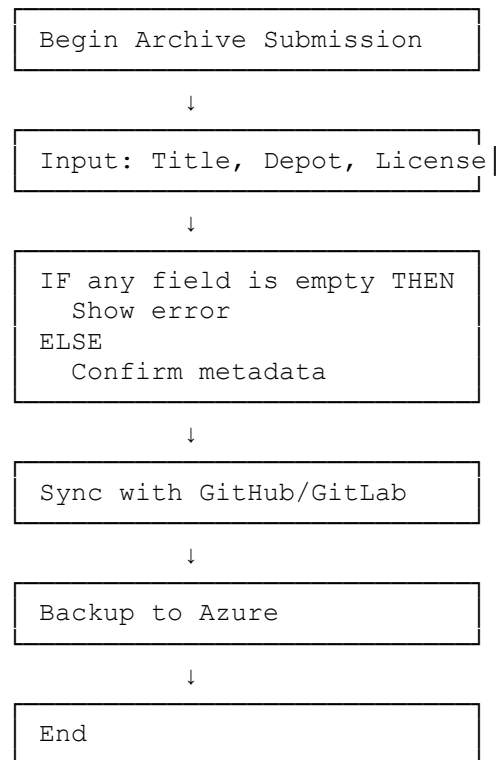 Begin Archive Submission
↓
Input: Title, Depot, License
↓
IF any field is empty THEN
Show error
ELSE
Confirm metadata
↓
Sync with GitHub/GitLab
↓
Backup to Azure
↓
End